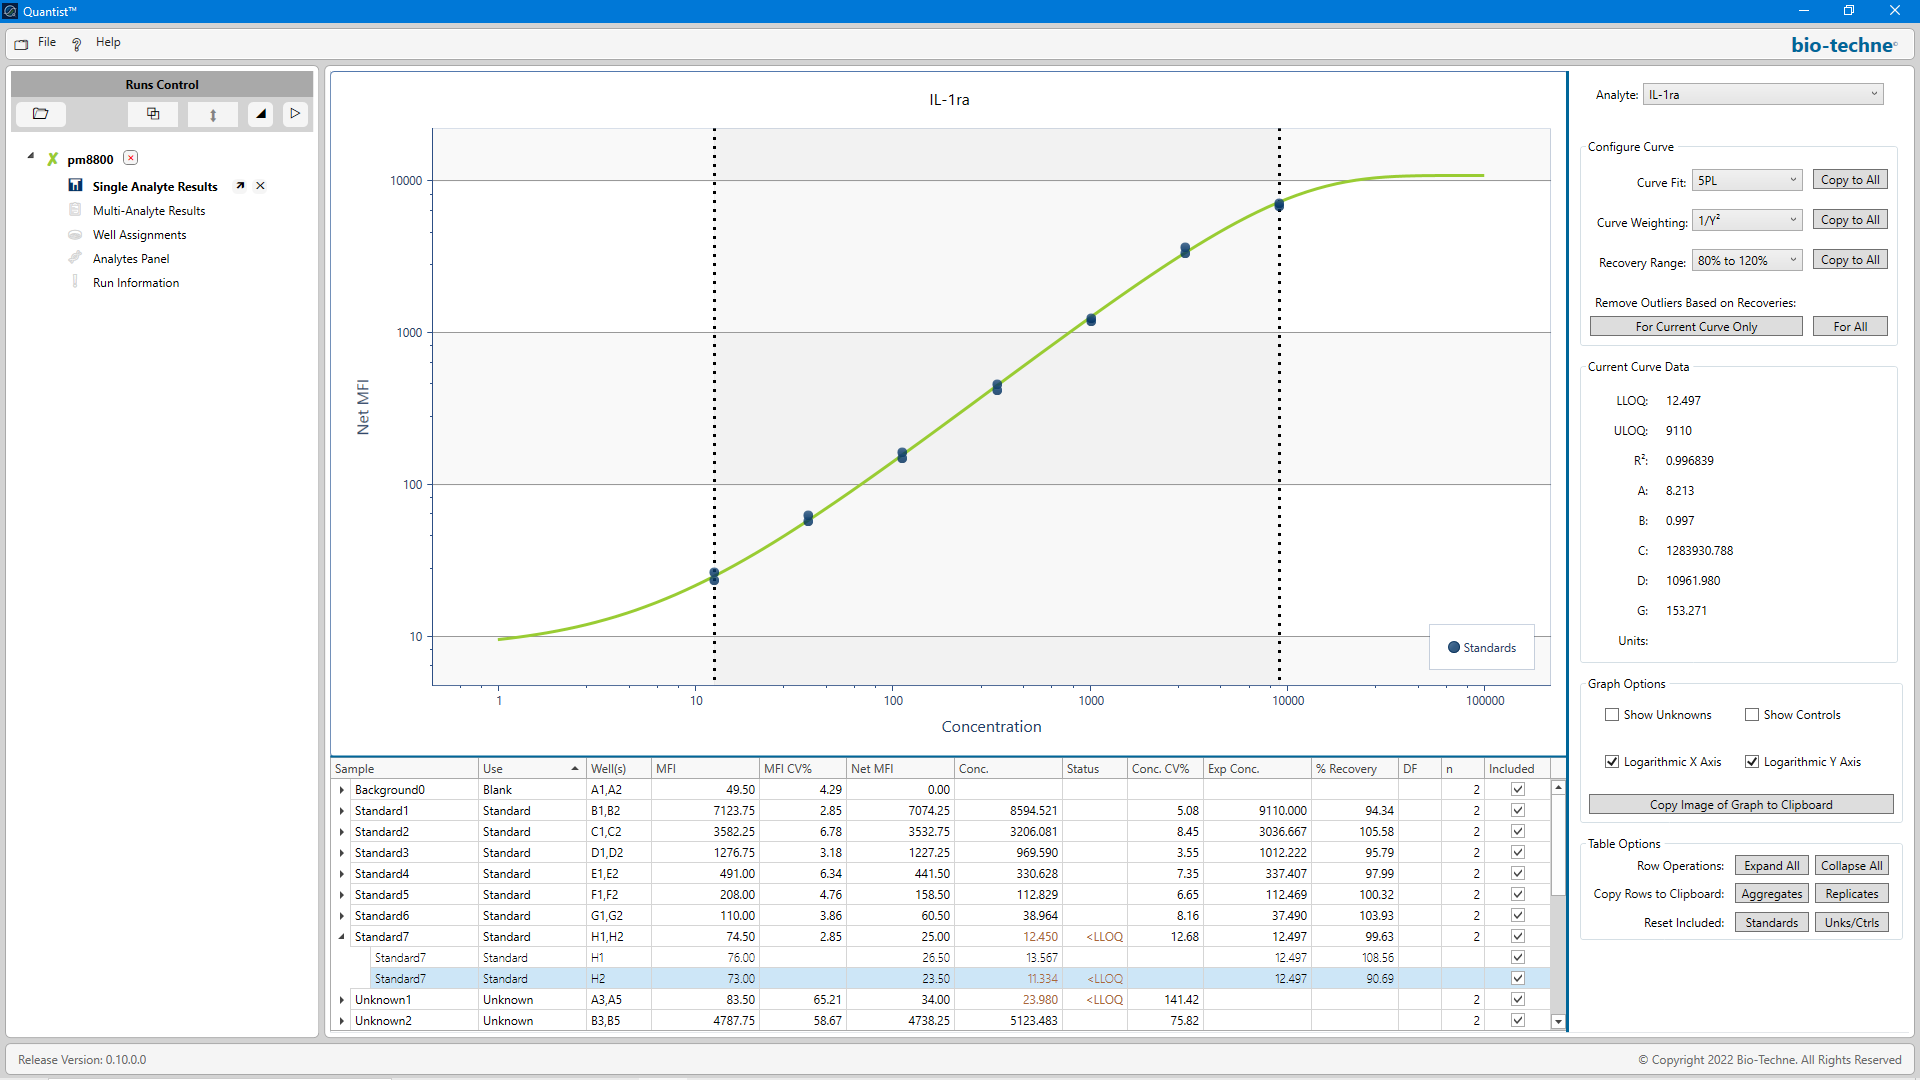 Quantist™
File Help
bio-techne
Runs Control
pm8800
Single Analyte Results
Multi-Analyte Results
Well Assignments
Analytes Panel
Run Information
IL-1ra
Net MFI
10000
1000
100
10
1 10 100 1000 10000 100000
Concentration
Standards
Analyte: IL-1ra
Configure Curve
Curve Fit: 5PL Copy to All
Curve Weighting: 1/Y² Copy to All
Recovery Range: 80% to 120% Copy to All
Remove Outliers Based on Recoveries:
For Current Curve Only For All
Current Curve Data
LLOQ: 12.497
ULOQ: 9110
R²: 0.996839
A: 8.213
B: 0.997
C: 1283930.788
D: 10961.980
G: 153.271
Units:
Graph Options
Show Unknowns Show Controls
Logarithmic X Axis Logarithmic Y Axis
Copy Image of Graph to Clipboard
Table Options
Row Operations: Expand All Collapse All
Copy Rows to Clipboard: Aggregates Replicates
Reset Included: Standards Unks/Ctrls
Sample Use Well(s) MFI MFI CV% Net MFI Conc. Status Conc. CV% Exp Conc. % Recovery DF n Included
Background0 Blank A1,A2 49.50 4.29 0.00 2
Standard1 Standard B1,B2 7123.75 2.85 7074.25 8594.521 5.08 9110.000 94.34 2
Standard2 Standard C1,C2 3582.25 6.78 3532.75 3206.081 8.45 3036.667 105.58 2
Standard3 Standard D1,D2 1276.75 3.18 1227.25 969.590 3.55 1012.222 95.79 2
Standard4 Standard E1,E2 491.00 6.34 441.50 330.628 7.35 337.407 97.99 2
Standard5 Standard F1,F2 208.00 4.76 158.50 112.829 6.65 112.469 100.32 2
Standard6 Standard G1,G2 110.00 3.86 60.50 38.964 8.16 37.490 103.93 2
Standard7 Standard H1,H2 74.50 2.85 25.00 12.450 <LLOQ 12.68 12.497 99.63 2
Standard7 Standard H1 76.00 26.50 13.567 12.497 108.56
Standard7 Standard H2 73.00 23.50 11.334 <LLOQ 12.497 90.69
Unknown1 Unknown A3,A5 83.50 65.21 34.00 23.980 <LLOQ 141.42 2
Unknown2 Unknown B3,B5 4787.75 58.67 4738.25 5123.483 75.82 2
Release Version: 0.10.0.0
© Copyright 2022 Bio-Techne. All Rights Reserved